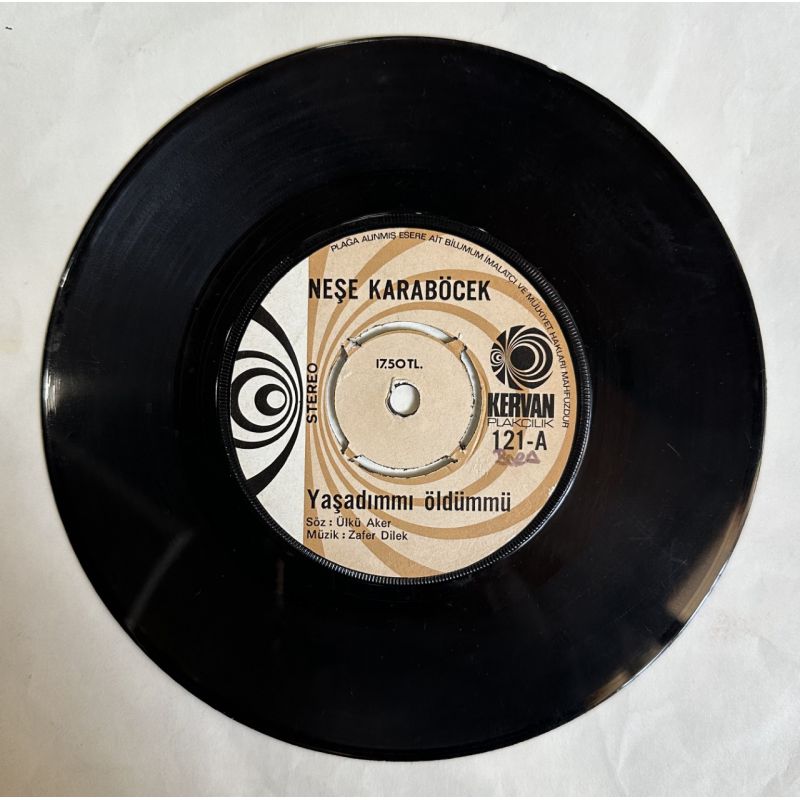 PLAĞA ALINMIŞ ESERE AİT BİLUMUM İMALATÇI VE MÜLKİYET HAKLARI MAHFUZDUR
NEŞE KARABÖCEK
17.50 TL.
STEREO
KERVAN
PLAKÇILIK
121-A
Yaşadımmı öldümmü
Söz : Ülkü Aker
Müzik : Zafer Dilek